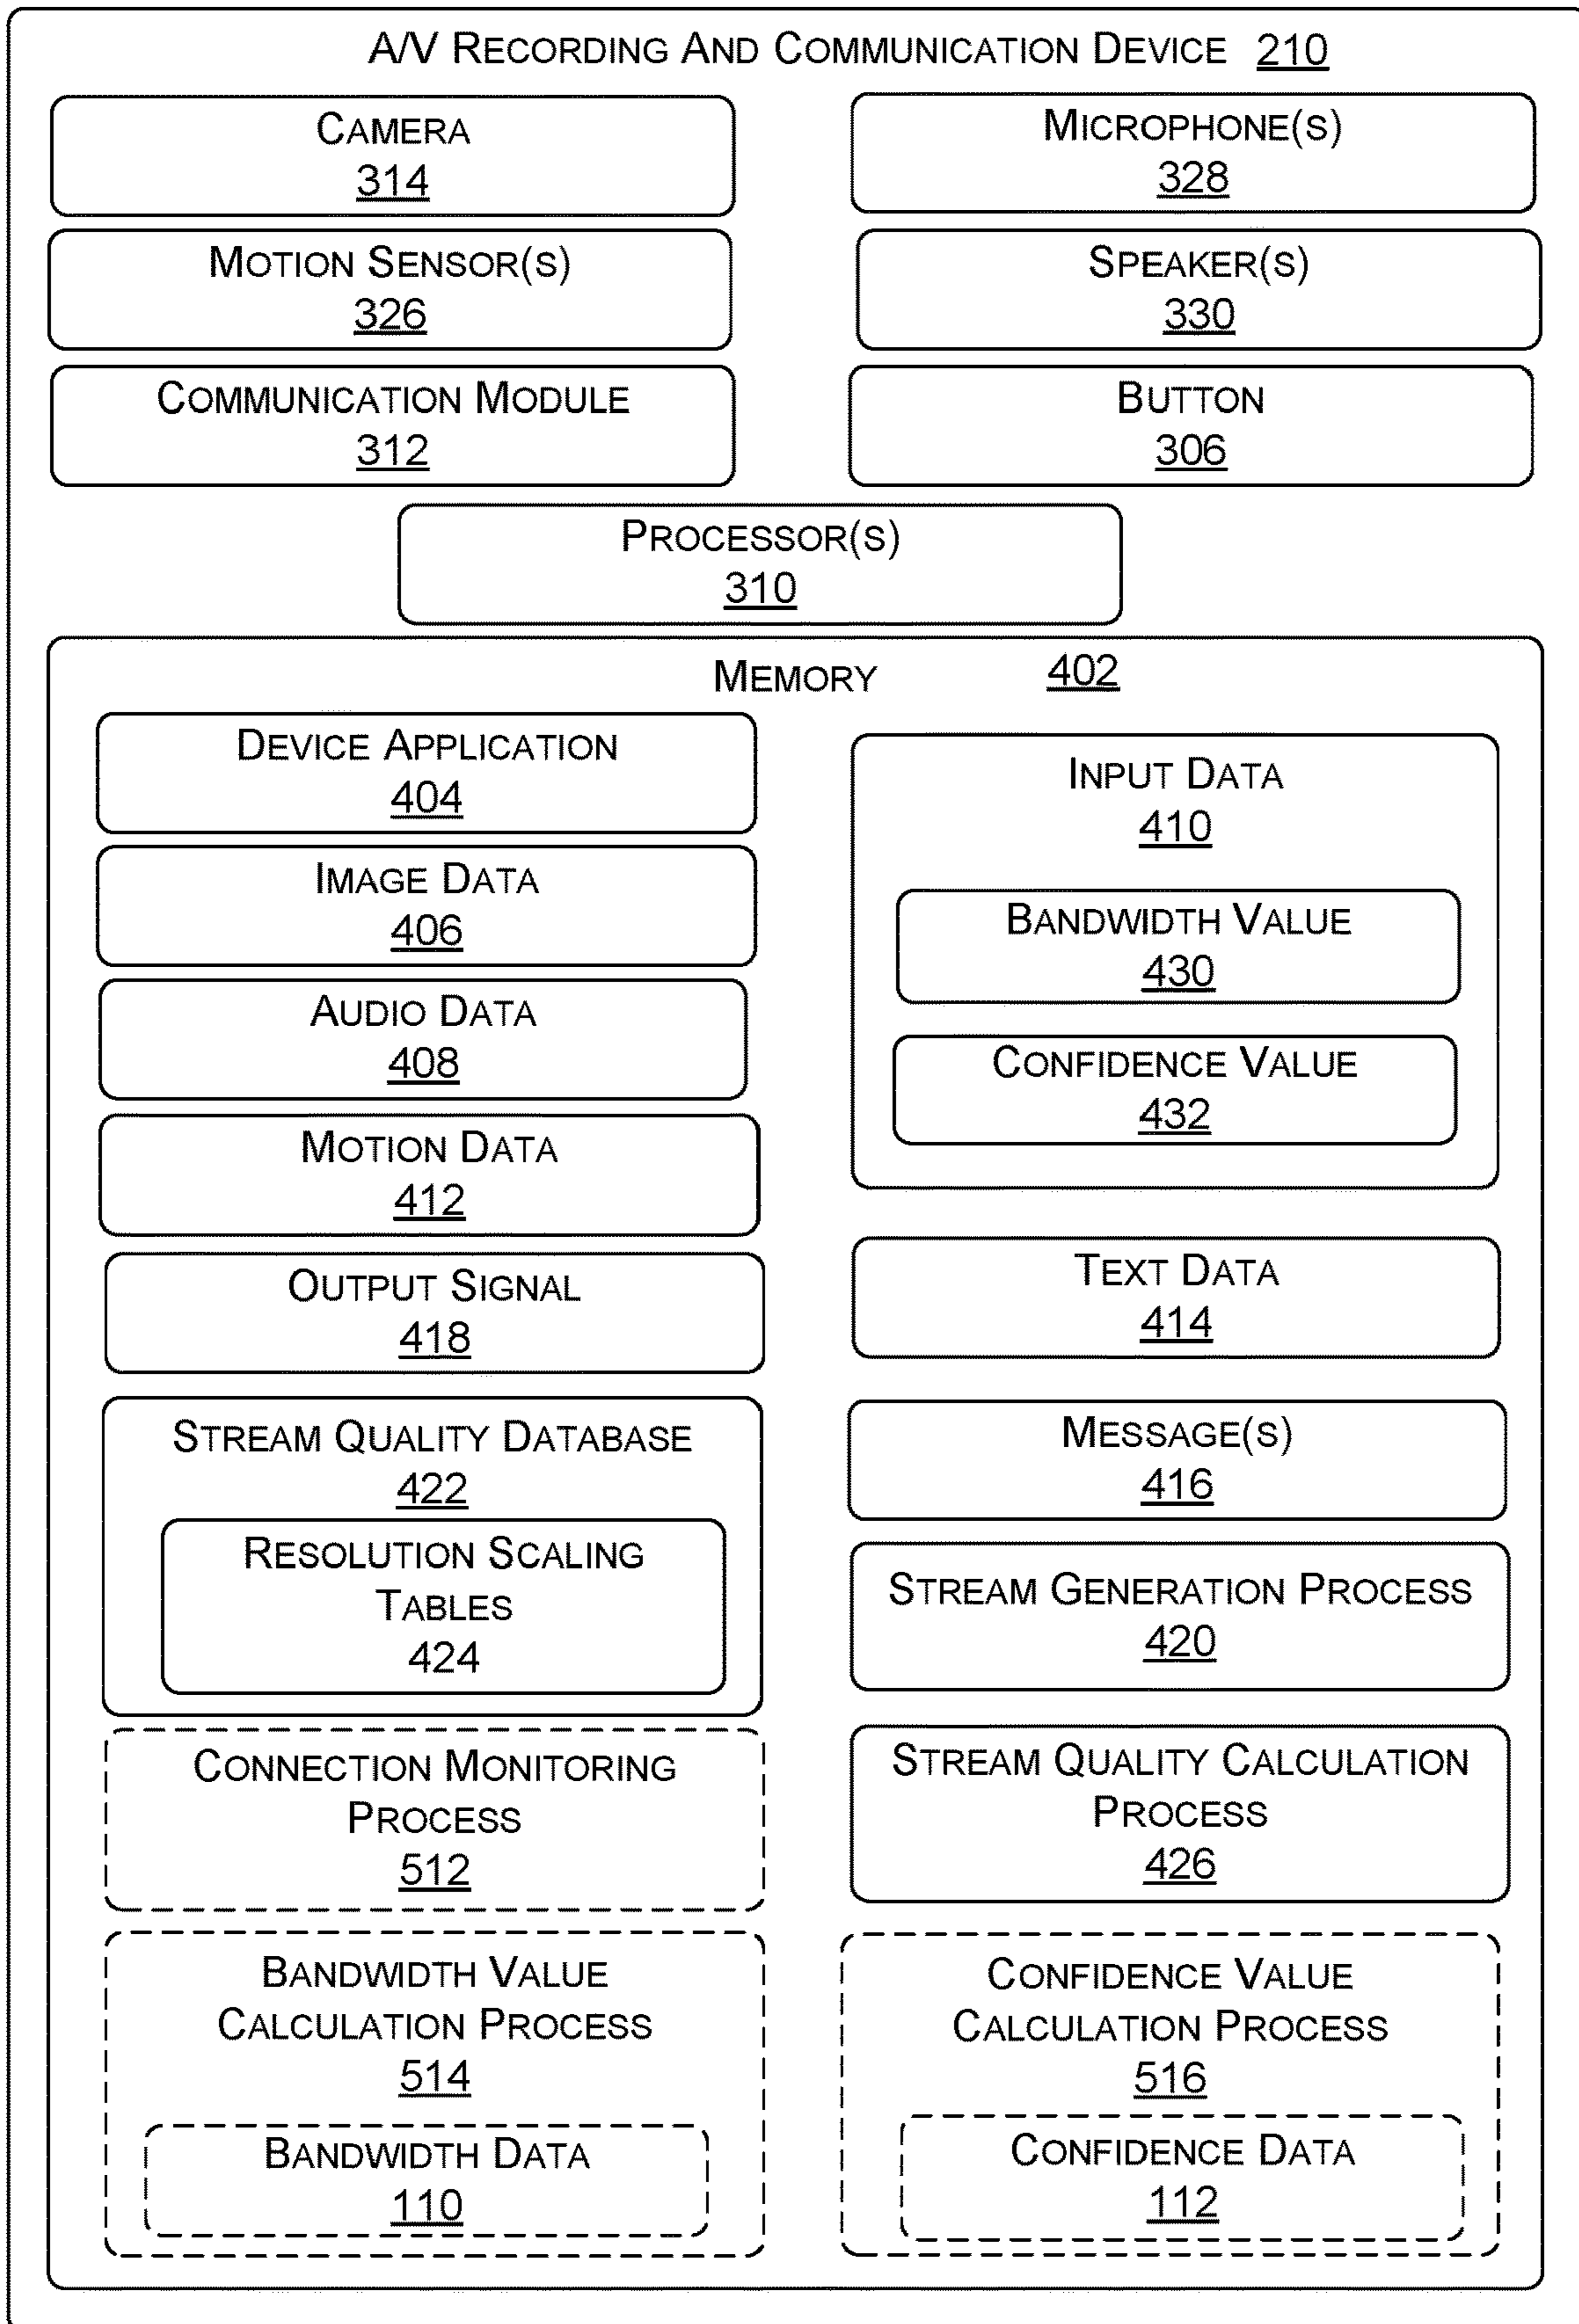 A/V RECORDING AND COMMUNICATION DEVICE 210
CAMERA
314
MICROPHONE(S)
328
MOTION SENSOR(S)
326
SPEAKER(S)
330
COMMUNICATION MODULE
312
BUTTON
306
PROCESSOR(S)
310
MEMORY 402
DEVICE APPLICATION
404
IMAGE DATA
406
AUDIO DATA
408
MOTION DATA
412
OUTPUT SIGNAL
418
INPUT DATA
410
BANDWIDTH VALUE
430
CONFIDENCE VALUE
432
TEXT DATA
414
STREAM QUALITY DATABASE
422
RESOLUTION SCALING
TABLES
424
MESSAGE(S)
416
STREAM GENERATION PROCESS
420
CONNECTION MONITORING
PROCESS
512
STREAM QUALITY CALCULATION
PROCESS
426
BANDWIDTH VALUE
CALCULATION PROCESS
514
BANDWIDTH DATA
110
CONFIDENCE VALUE
CALCULATION PROCESS
516
CONFIDENCE DATA
112